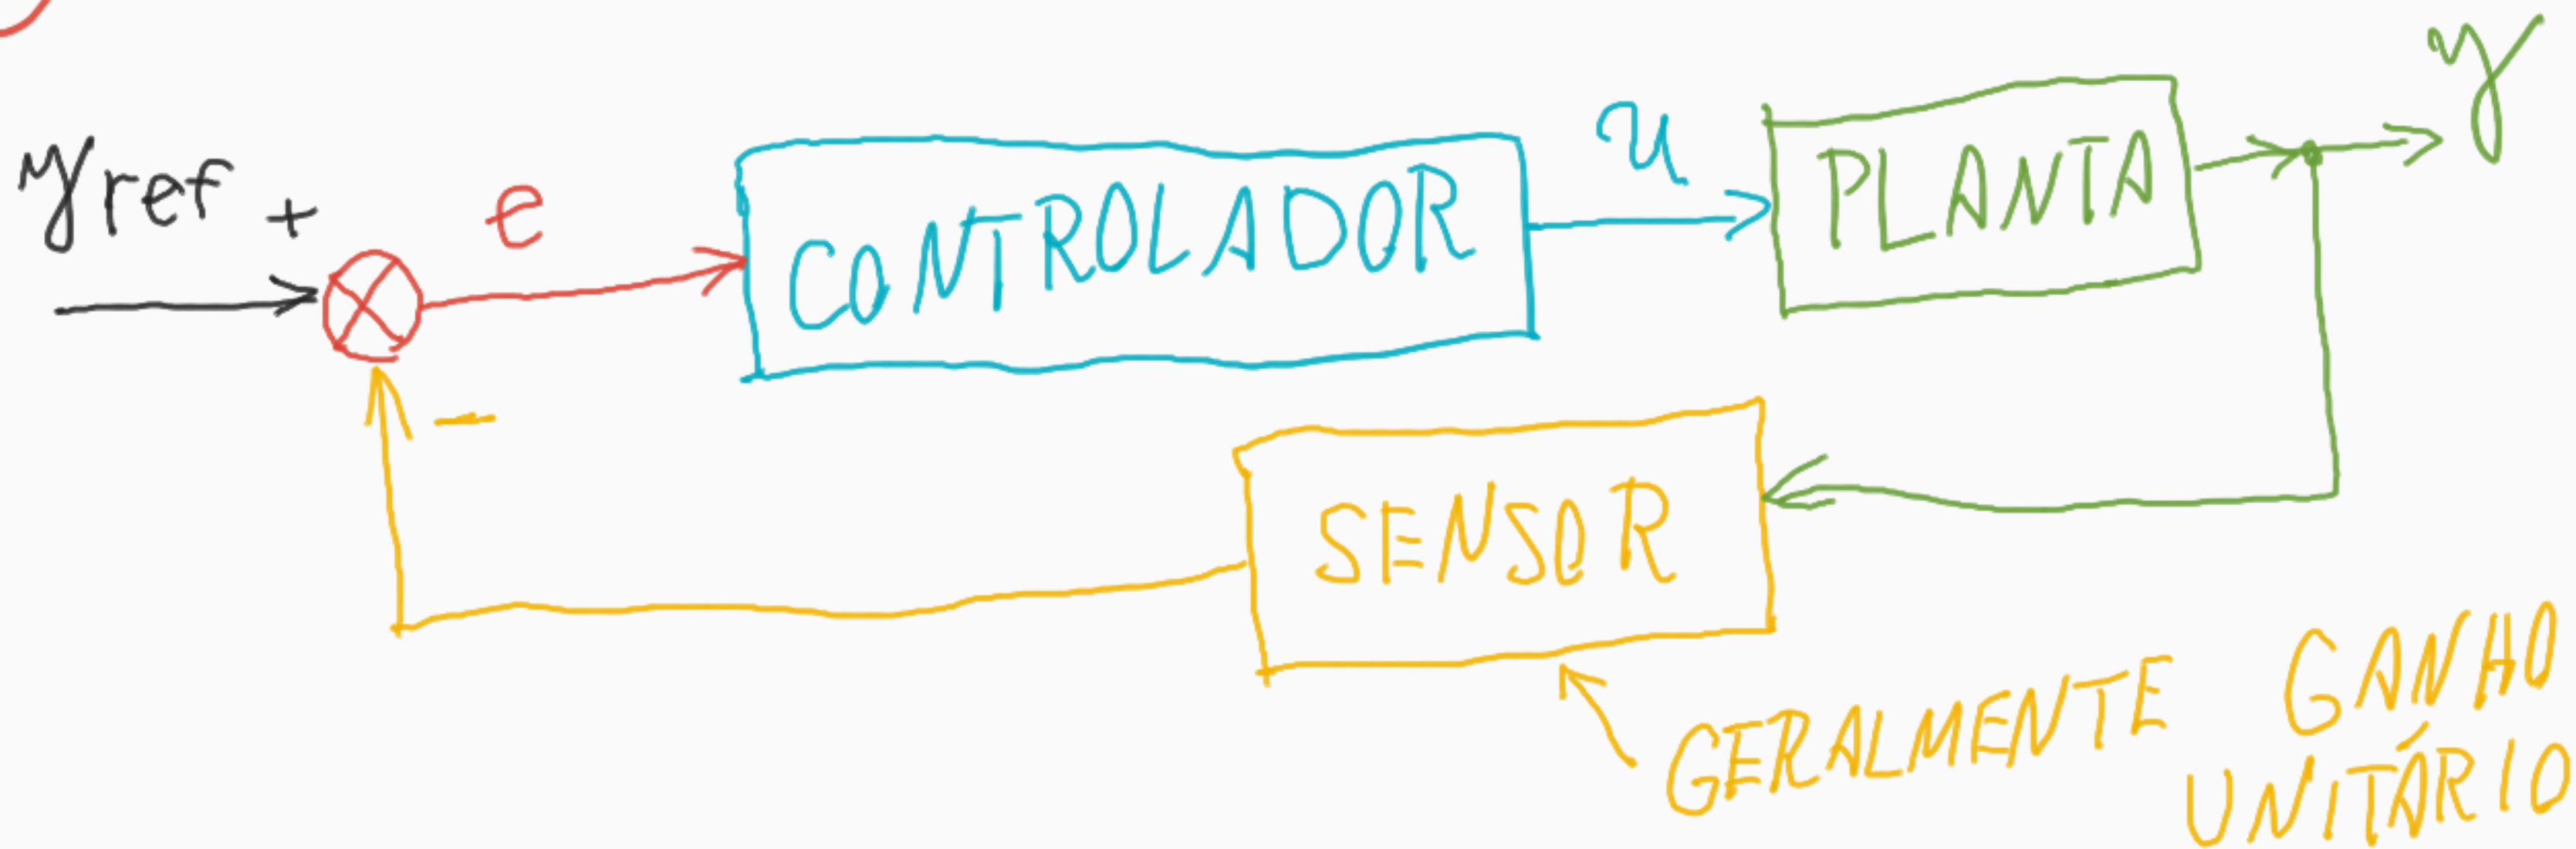 yref +
e
CONTROLADOR
u
PLANTA
y
−
SENSOR
GERALMENTE GANHO
UNITÁRIO